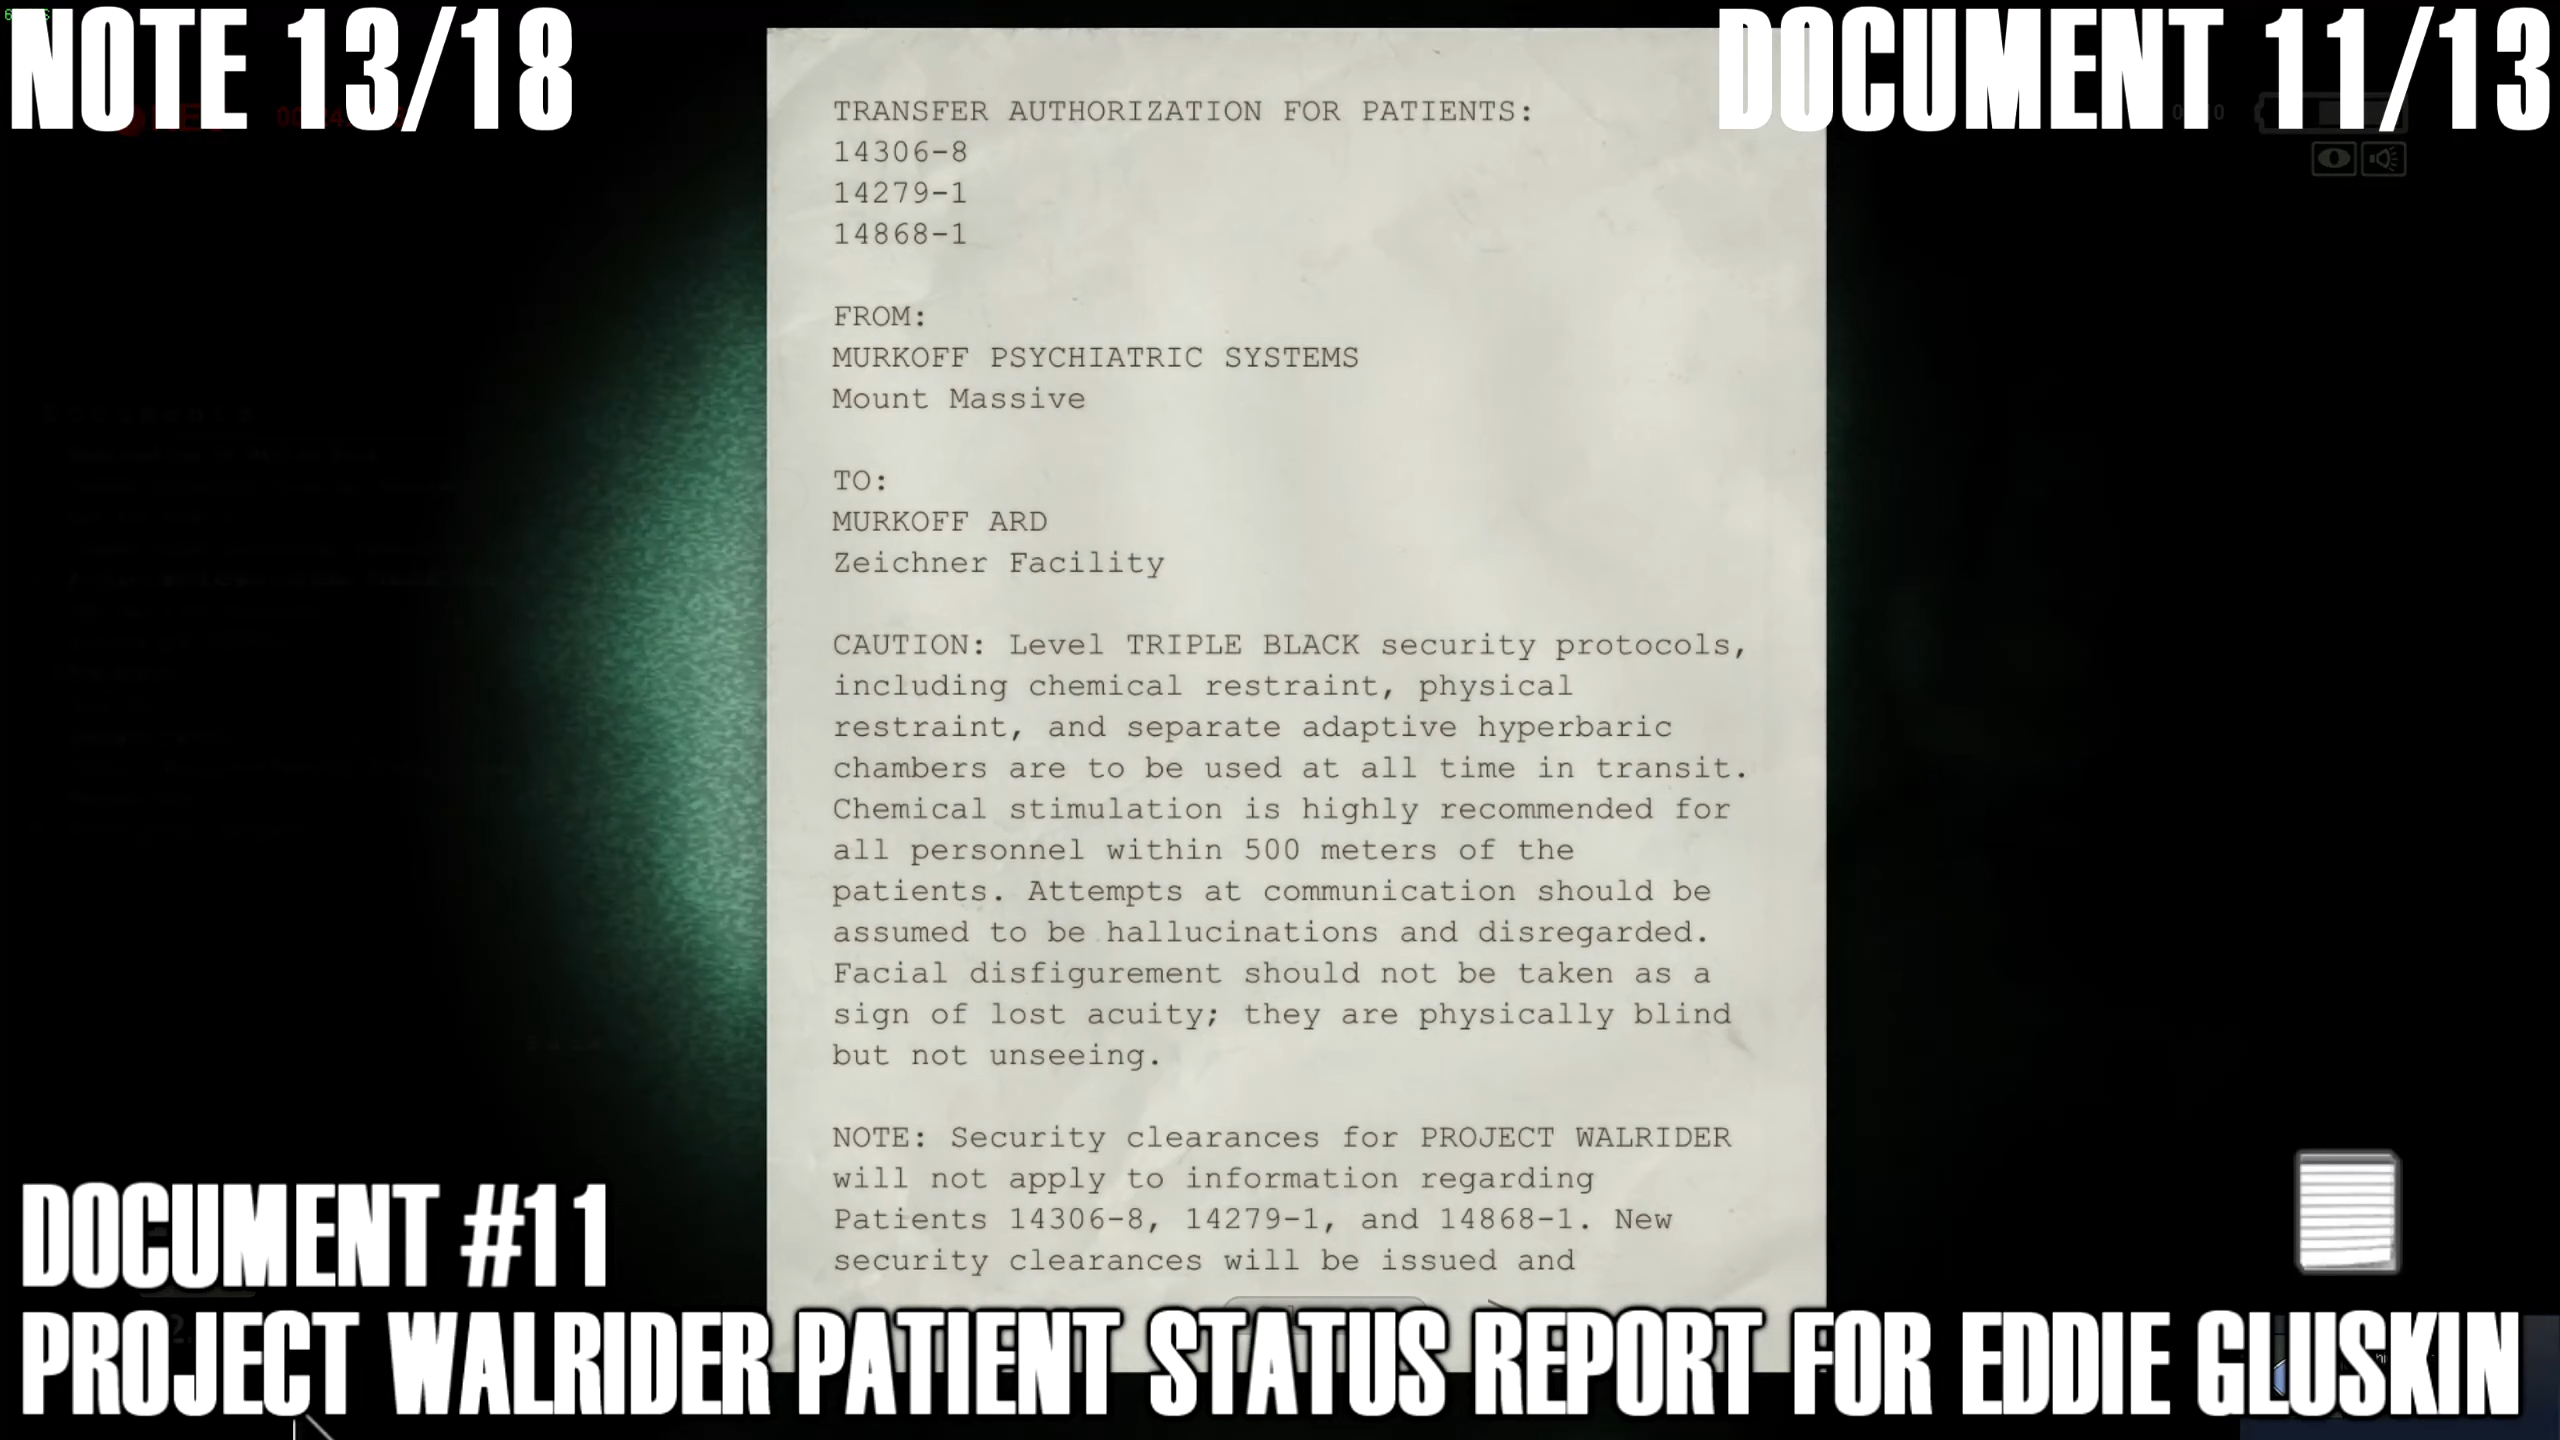 NOTE 13/18
DOCUMENT 11/13
TRANSFER AUTHORIZATION FOR PATIENTS:
14306-8
14279-1
14868-1
FROM:
MURKOFF PSYCHIATRIC SYSTEMS
Mount Massive
TO:
MURKOFF ARD
Zeichner Facility
CAUTION: Level TRIPLE BLACK security protocols,
including chemical restraint, physical
restraint, and separate adaptive hyperbaric
chambers are to be used at all time in transit.
Chemical stimulation is highly recommended for
all personnel within 500 meters of the
patients. Attempts at communication should be
assumed to be hallucinations and disregarded.
Facial disfigurement should not be taken as a
sign of lost acuity; they are physically blind
but not unseeing.
NOTE: Security clearances for PROJECT WALRIDER
will not apply to information regarding
Patients 14306-8, 14279-1, and 14868-1. New
security clearances will be issued and
DOCUMENT #11
PROJECT WALRIDER PATIENT STATUS REPORT FOR EDDIE GLUSKIN